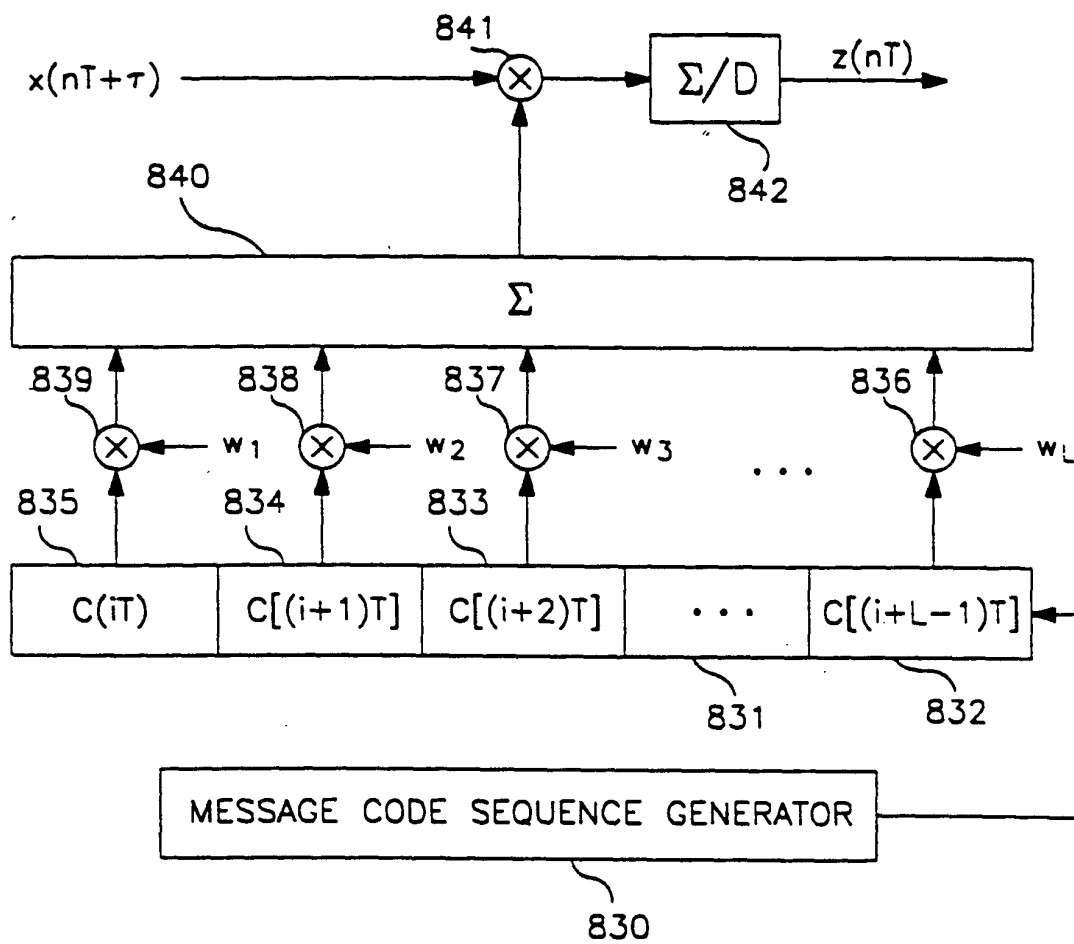 841
x(nT+τ)
Σ/D
z(nT)
842
840
Σ
839 838 837 836
w1 w2 w3 ... wL
835 834 833
C(iT) C[(i+1)T] C[(i+2)T] ... C[(i+L-1)T]
831 832
MESSAGE CODE SEQUENCE GENERATOR
830